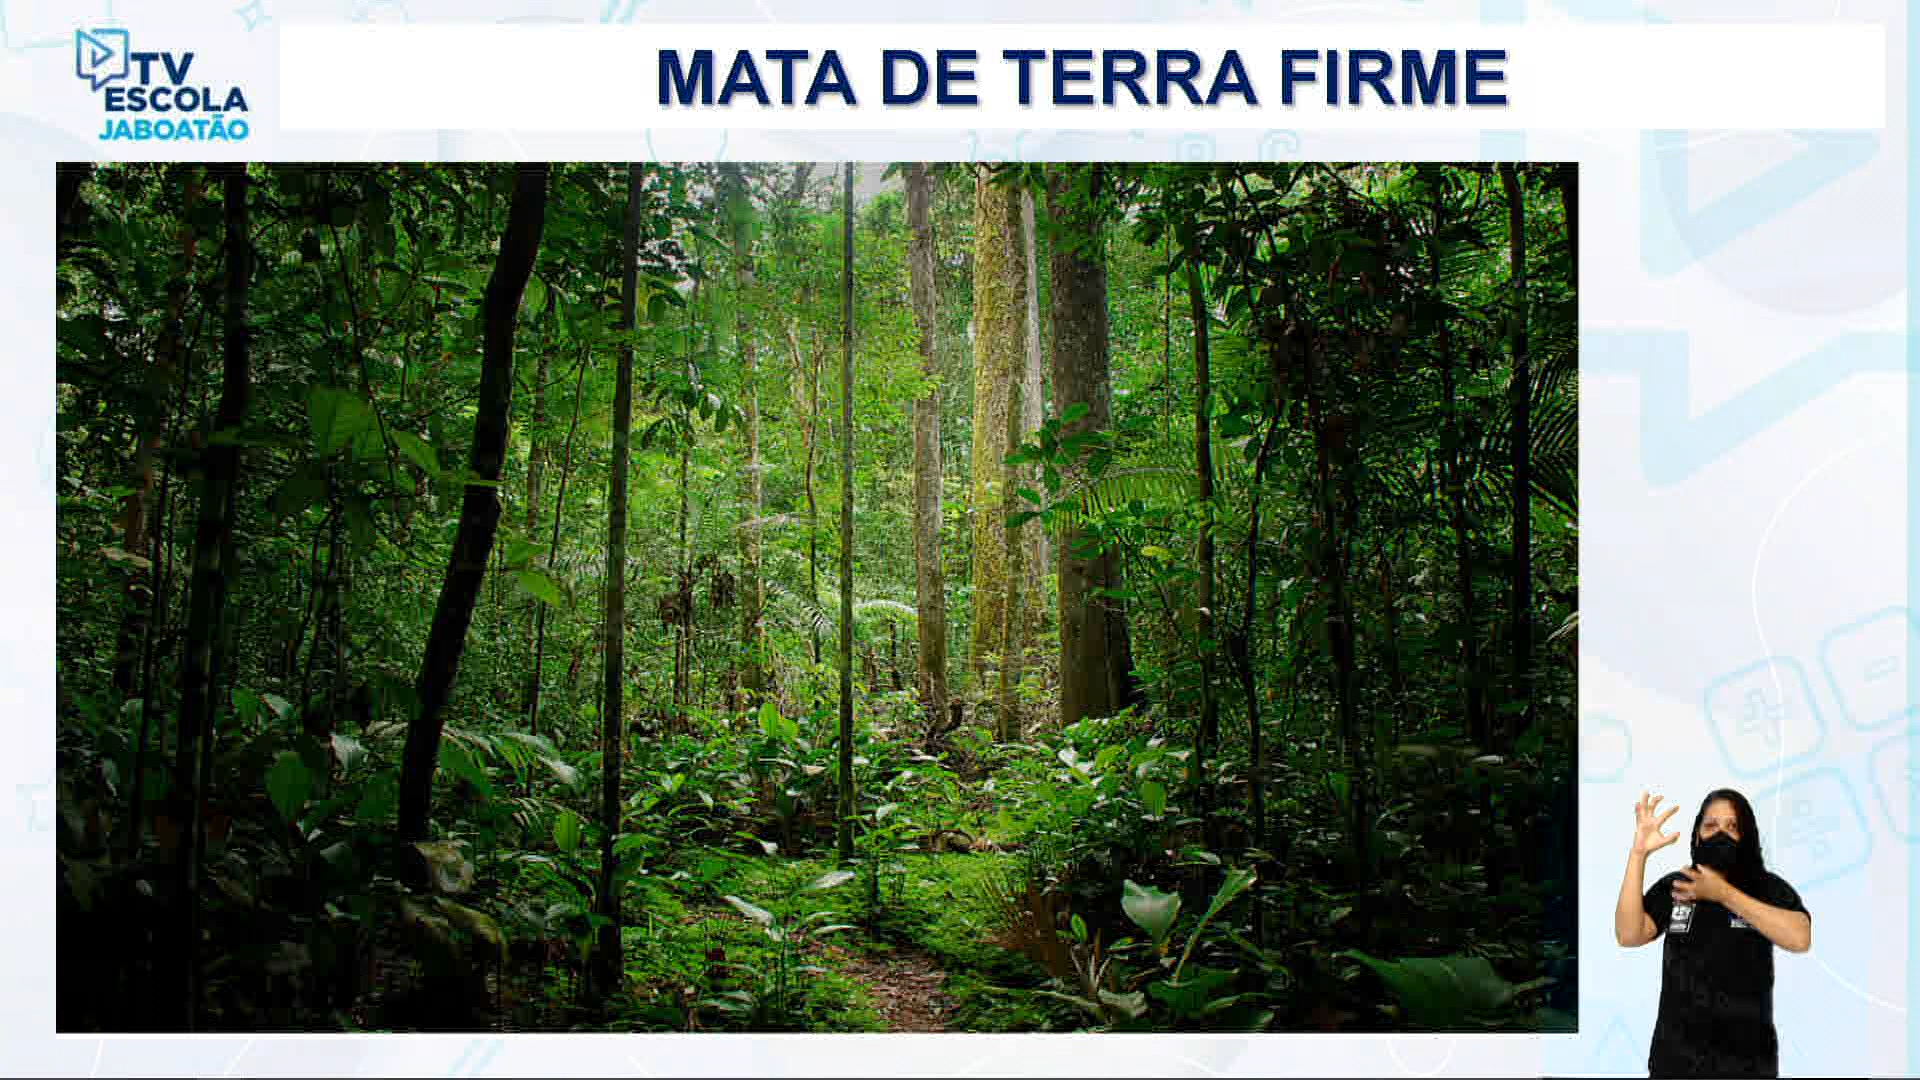 TV
ESCOLA
JABOATÃO
MATA DE TERRA FIRME